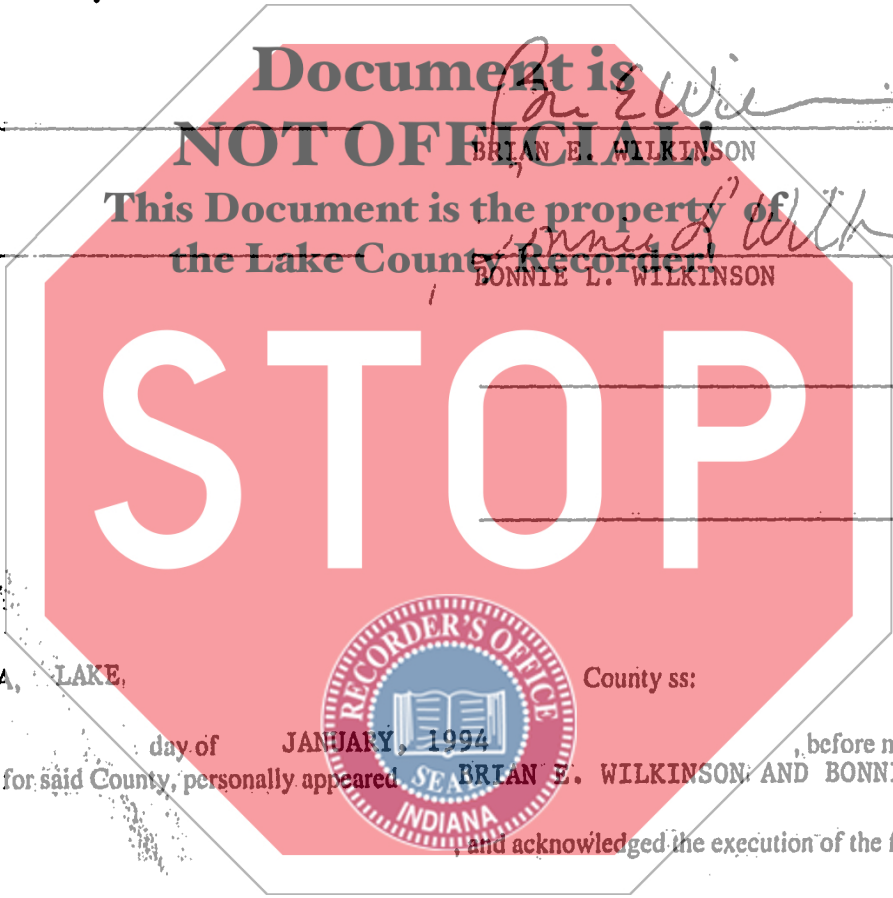 Document is
NOT OFFICIAL!
BRIAN E. WILKINSON
This Document is the property of
the Lake County Recorder!
BONNIE L. WILKINSON
STOP
RECORDER'S OFFICE
SEAL
INDIANA
A, LAKE, County ss:
day of JANUARY, 1994 , before m
for said County, personally appeared BRIAN E. WILKINSON AND BONNI
, and acknowledged the execution of the f